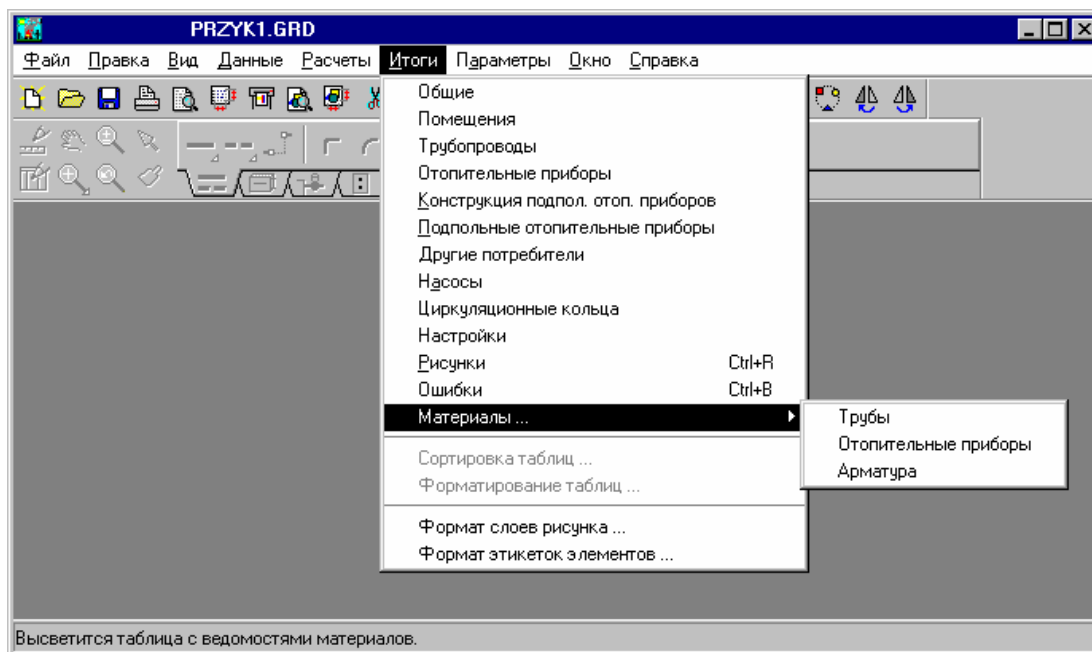 PRZYK1.GRD
Файл Правка Вид Данные Расчеты Итоги Параметры Окно Справка
Общие
Помещения
Трубопроводы
Отопительные приборы
Конструкция подпол. отоп. приборов
Подпольные отопительные приборы
Другие потребители
Насосы
Циркуляционные кольца
Настройки
Рисунки Ctrl+R
Ошибки Ctrl+B
Материалы ...
Трубы
Отопительные приборы
Арматура
Сортировка таблиц ...
Форматирование таблиц ...
Формат слоев рисунка ...
Формат этикеток элементов ...
Высветится таблица с ведомостями материалов.